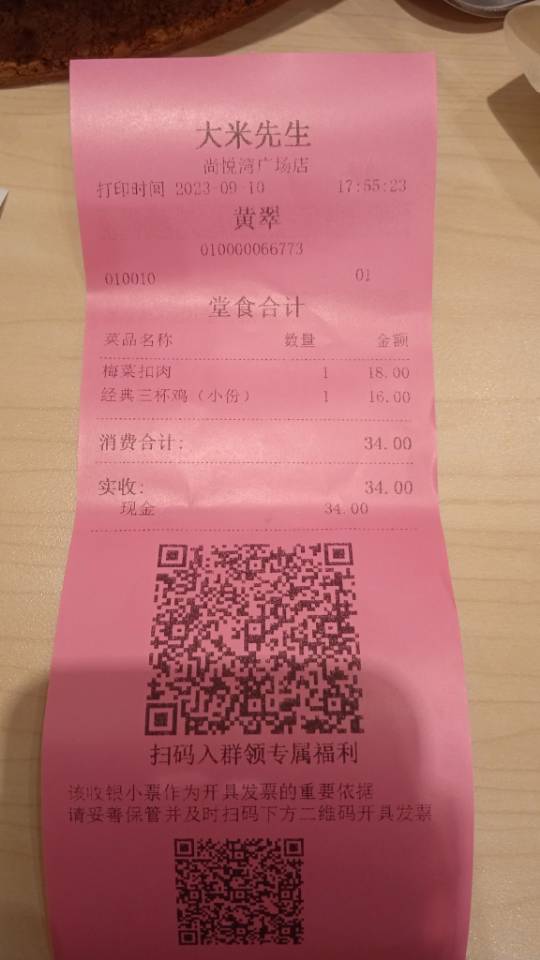 大米先生
尚悦湾广场店
打印时间 2023-09-10 17:55:23
黄翠
010000066773
010010 01
堂食合计
菜品名称 数量 金额
梅菜扣肉 1 18.00
经典三杯鸡（小份） 1 16.00
消费合计: 34.00
实收: 34.00
现金 34.00
扫码入群领专属福利
该收银小票作为开具发票的重要依据
请妥善保管并及时扫码下方二维码开具发票